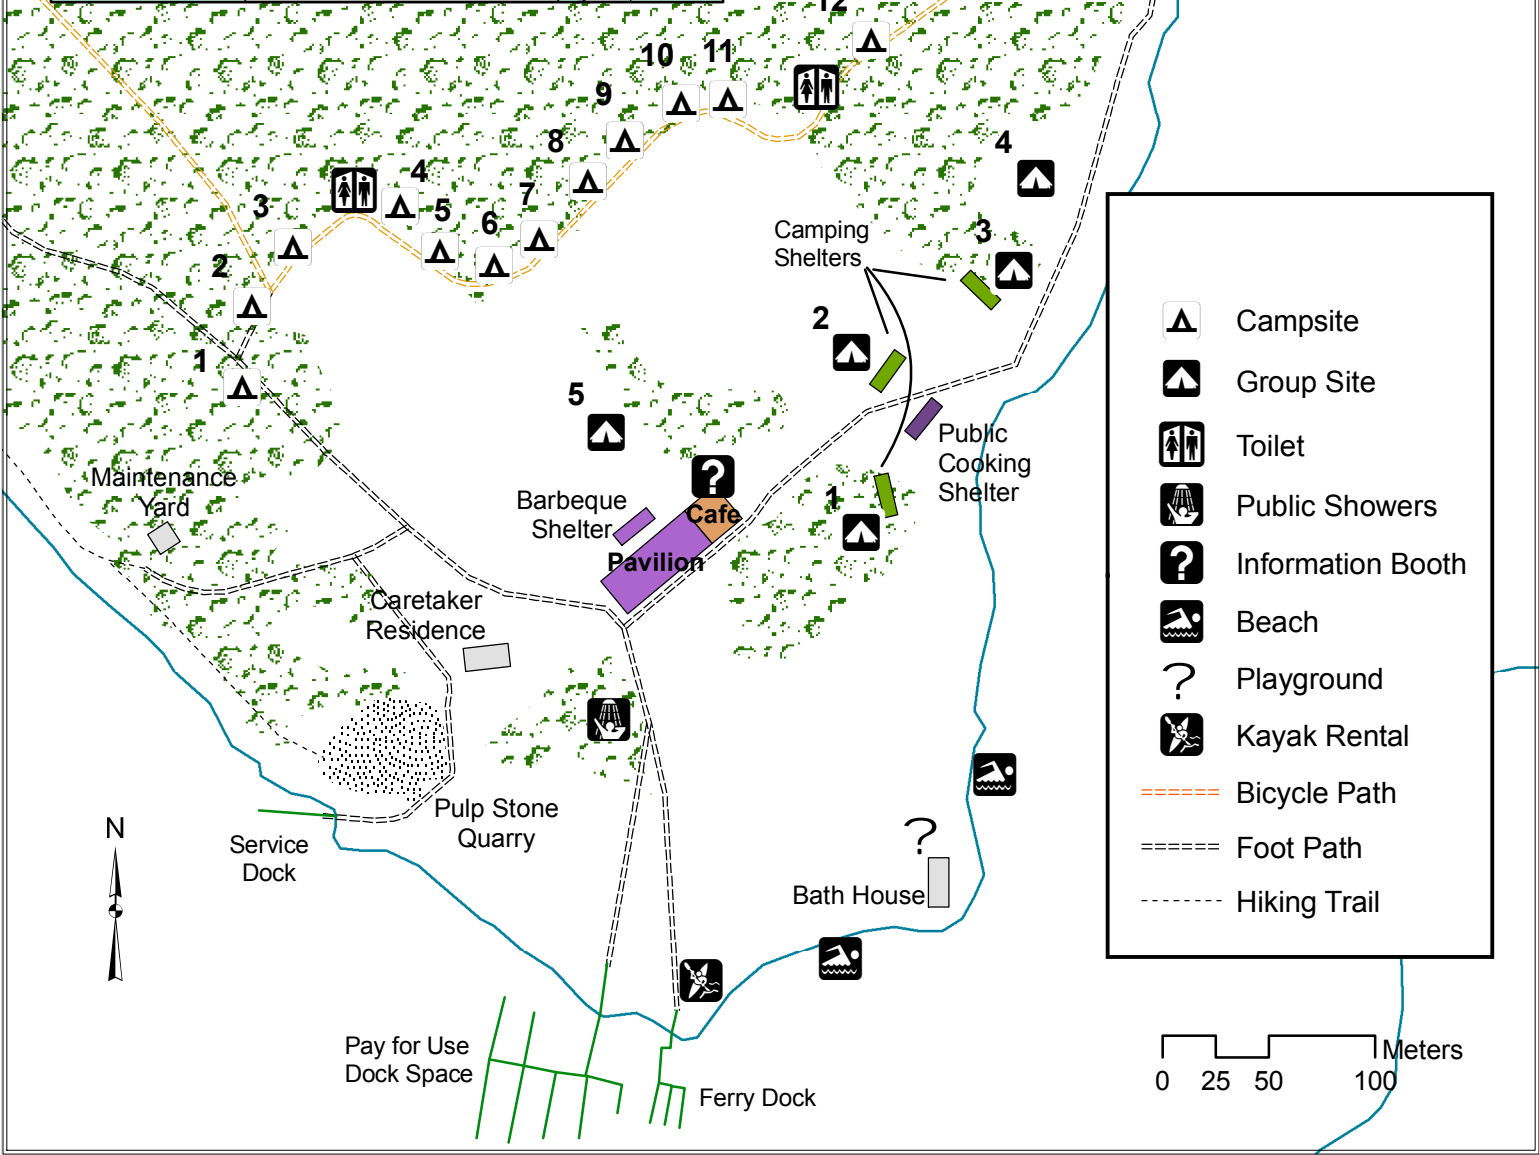 12
10
11
9
8
4
4
3
5
6
7
2
1
Camping
Shelters
3
2
5
Maintenance
Yard
Barbeque
Shelter
Cafe
Pavilion
1
Public
Cooking
Shelter
Caretaker
Residence
Pulp Stone
Quarry
Service
Dock
N
Bath House
Pay for Use
Dock Space
Ferry Dock
Campsite
Group Site
Toilet
Public Showers
Information Booth
Beach
Playground
Kayak Rental
Bicycle Path
Foot Path
Hiking Trail
Meters
0 25 50 100